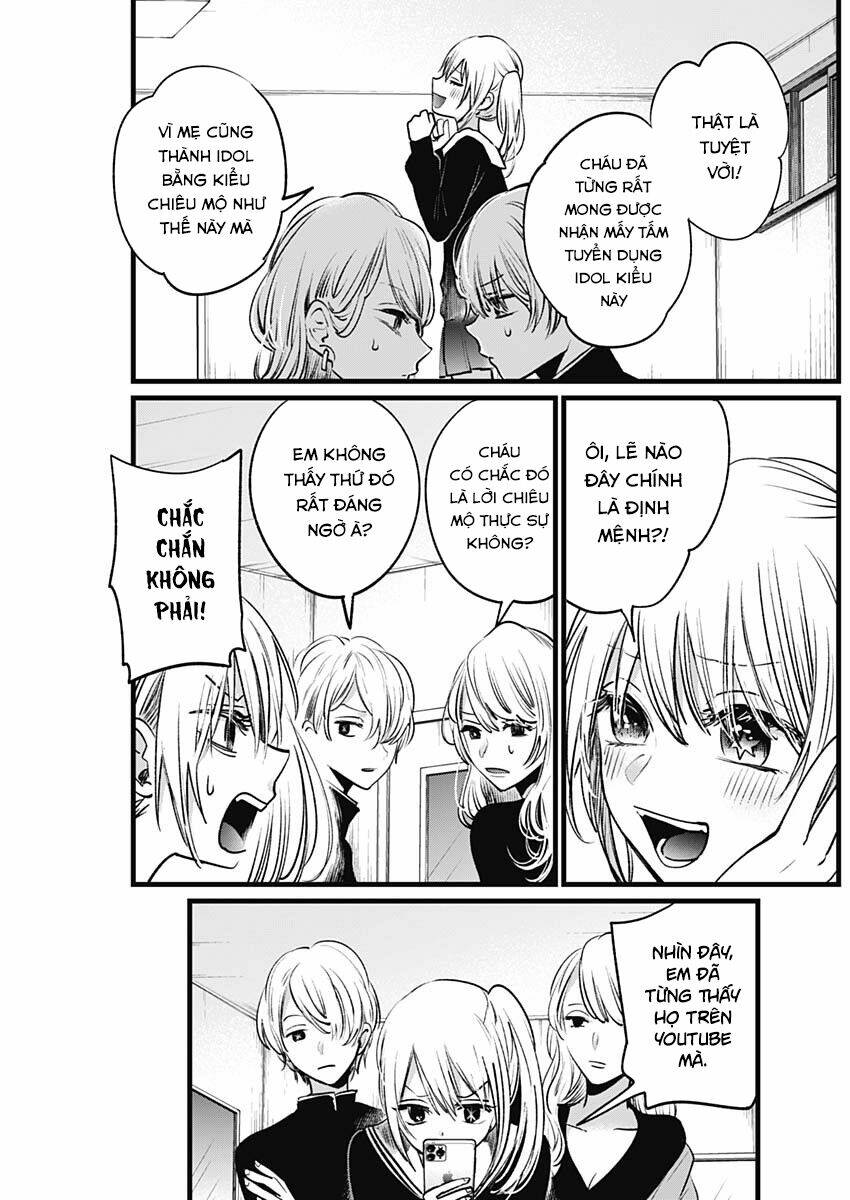 THẬT LÀ
TUYỆT
VỜI!
CHÁU ĐÃ
TỪNG RẤT
MONG ĐƯỢC
NHẬN MẤY TẤM
TUYỂN DỤNG
IDOL KIỂU
NÀY
VÌ MẸ CŨNG
THÀNH IDOL
BẰNG KIỂU
CHIÊU MỘ NHƯ
THẾ NÀY MÀ
ÔI, LẼ NÀO
ĐÂY CHÍNH
LÀ ĐỊNH
MỆNH?!
CHÁU
CÓ CHẮC ĐÓ
LÀ LỜI CHIÊU
MỘ THỰC SỰ
KHÔNG?
EM KHÔNG
THẤY THỨ ĐÓ
RẤT ĐÁNG
NGỜ À?
CHẮC
CHẮN
KHÔNG
PHẢI!
NHÌN ĐÂY,
EM ĐÃ
TỪNG THẤY
HỌ TRÊN
YOUTUBE
MÀ.